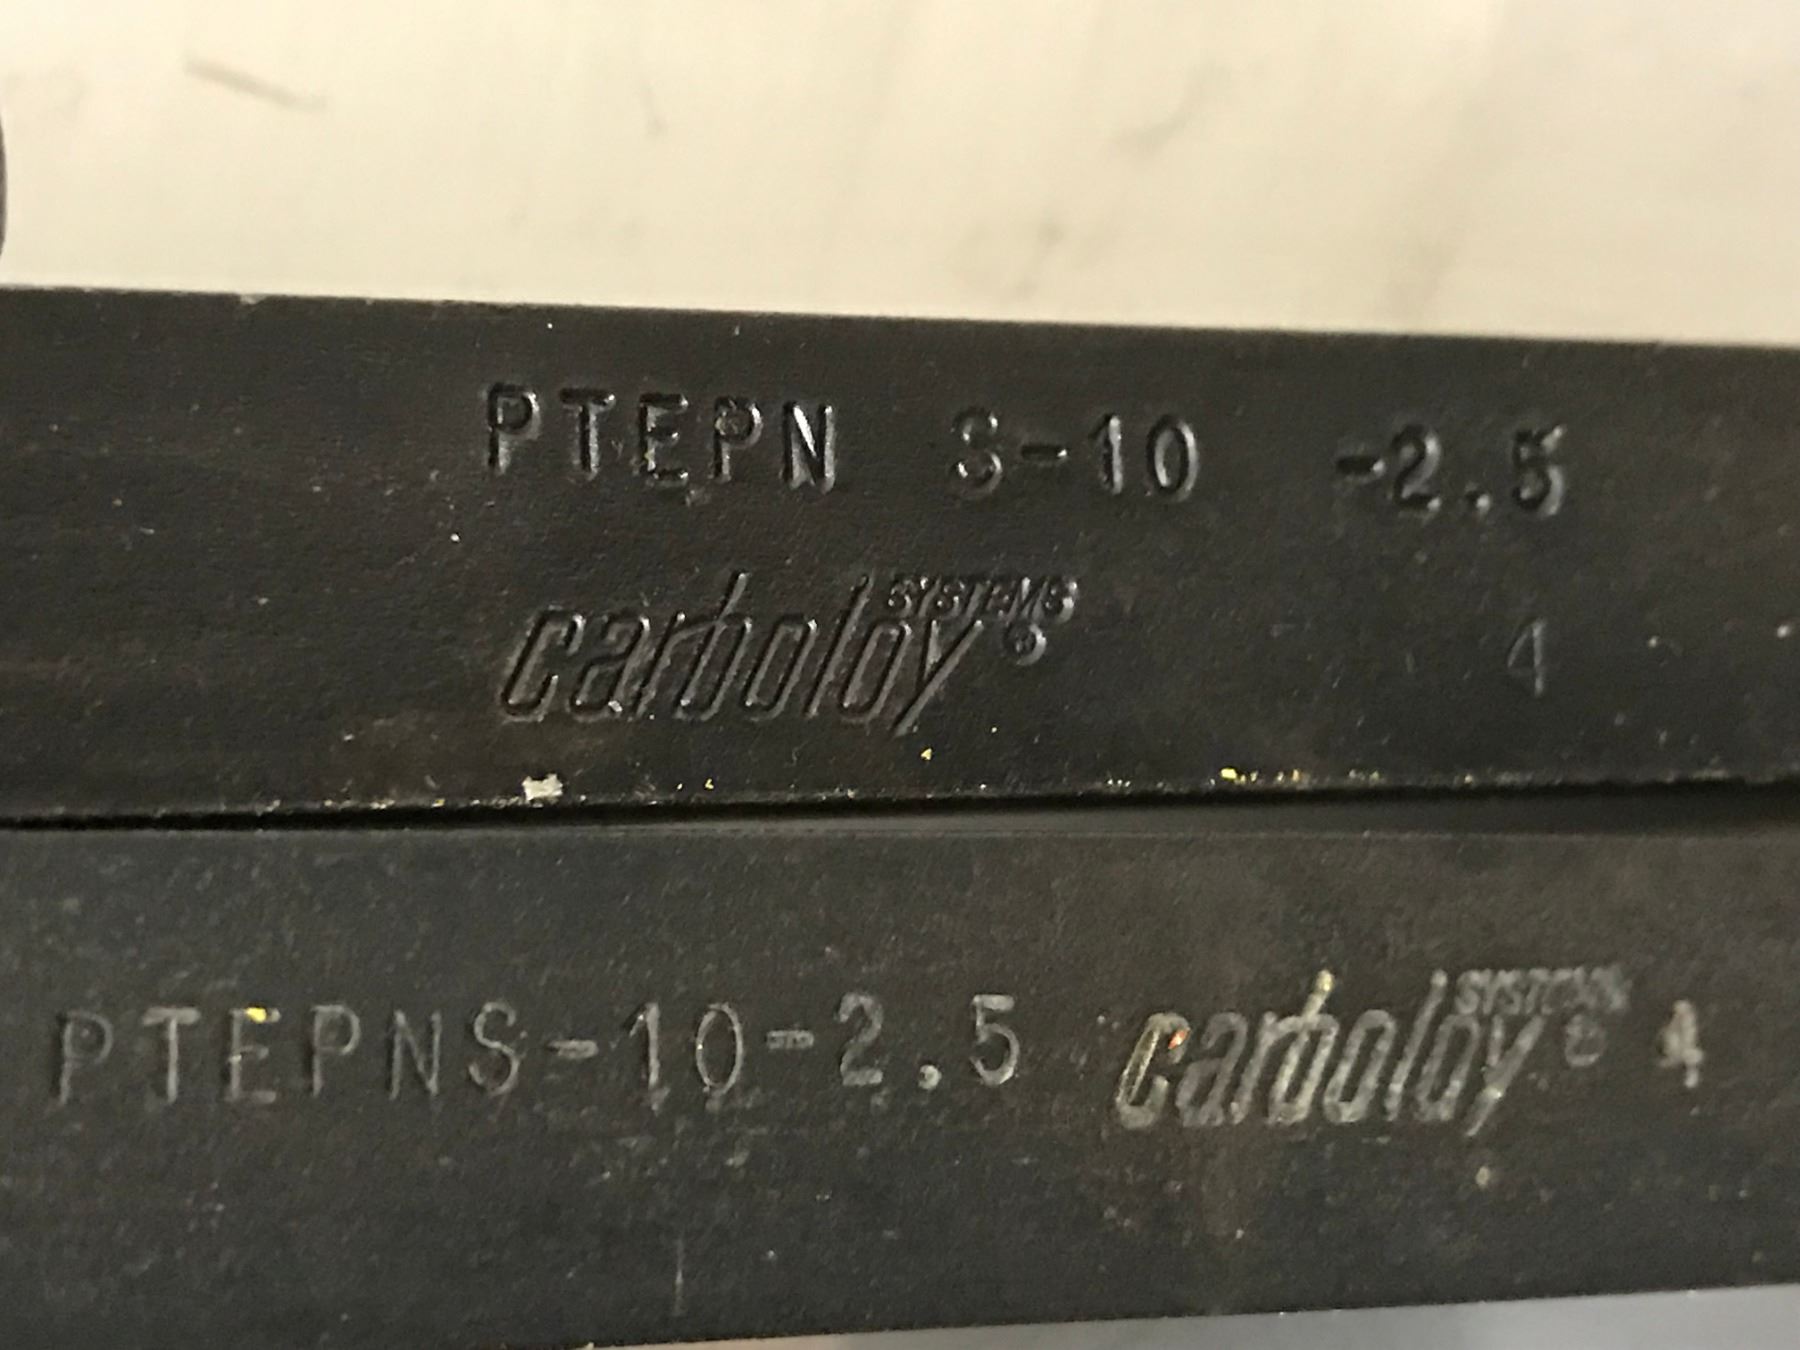 PTEPN S-10 -2.5
carboloy SYSTEMS ®
4
PTEPNS-10-2.5 carboloy SYSTEMS ® 4